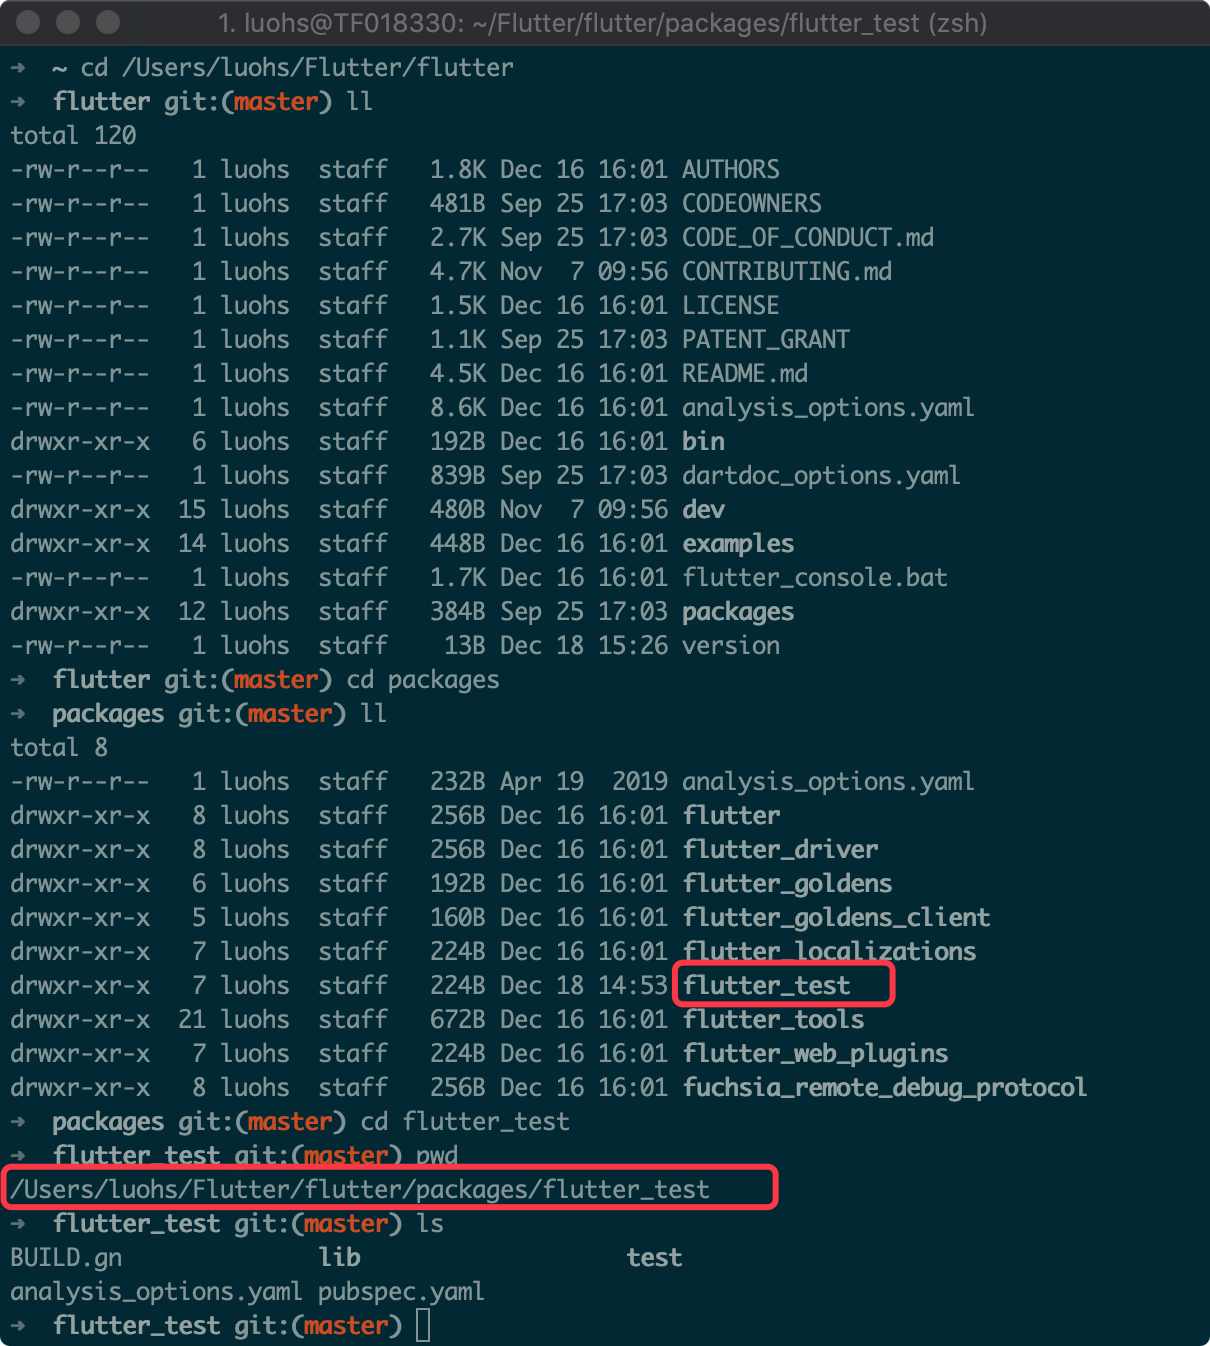 1. luohs@TF018330: ~/Flutter/flutter/packages/flutter_test (zsh)
➜  ~ cd /Users/luohs/Flutter/flutter
➜  flutter git:(master) ll
total 120
-rw-r--r--   1 luohs  staff   1.8K Dec 16 16:01 AUTHORS
-rw-r--r--   1 luohs  staff   481B Sep 25 17:03 CODEOWNERS
-rw-r--r--   1 luohs  staff   2.7K Sep 25 17:03 CODE_OF_CONDUCT.md
-rw-r--r--   1 luohs  staff   4.7K Nov  7 09:56 CONTRIBUTING.md
-rw-r--r--   1 luohs  staff   1.5K Dec 16 16:01 LICENSE
-rw-r--r--   1 luohs  staff   1.1K Sep 25 17:03 PATENT_GRANT
-rw-r--r--   1 luohs  staff   4.5K Dec 16 16:01 README.md
-rw-r--r--   1 luohs  staff   8.6K Dec 16 16:01 analysis_options.yaml
drwxr-xr-x   6 luohs  staff   192B Dec 16 16:01 bin
-rw-r--r--   1 luohs  staff   839B Sep 25 17:03 dartdoc_options.yaml
drwxr-xr-x  15 luohs  staff   480B Nov  7 09:56 dev
drwxr-xr-x  14 luohs  staff   448B Dec 16 16:01 examples
-rw-r--r--   1 luohs  staff   1.7K Dec 16 16:01 flutter_console.bat
drwxr-xr-x  12 luohs  staff   384B Sep 25 17:03 packages
-rw-r--r--   1 luohs  staff    13B Dec 18 15:26 version
➜  flutter git:(master) cd packages
➜  packages git:(master) ll
total 8
-rw-r--r--   1 luohs  staff   232B Apr 19  2019 analysis_options.yaml
drwxr-xr-x   8 luohs  staff   256B Dec 16 16:01 flutter
drwxr-xr-x   8 luohs  staff   256B Dec 16 16:01 flutter_driver
drwxr-xr-x   6 luohs  staff   192B Dec 16 16:01 flutter_goldens
drwxr-xr-x   5 luohs  staff   160B Dec 16 16:01 flutter_goldens_client
drwxr-xr-x   7 luohs  staff   224B Dec 16 16:01 flutter_localizations
drwxr-xr-x   7 luohs  staff   224B Dec 18 14:53 flutter_test
drwxr-xr-x  21 luohs  staff   672B Dec 16 16:01 flutter_tools
drwxr-xr-x   7 luohs  staff   224B Dec 16 16:01 flutter_web_plugins
drwxr-xr-x   8 luohs  staff   256B Dec 16 16:01 fuchsia_remote_debug_protocol
➜  packages git:(master) cd flutter_test
➜  flutter_test git:(master) pwd
/Users/luohs/Flutter/flutter/packages/flutter_test
➜  flutter_test git:(master) ls
BUILD.gn              lib                   test
analysis_options.yaml pubspec.yaml
➜  flutter_test git:(master)